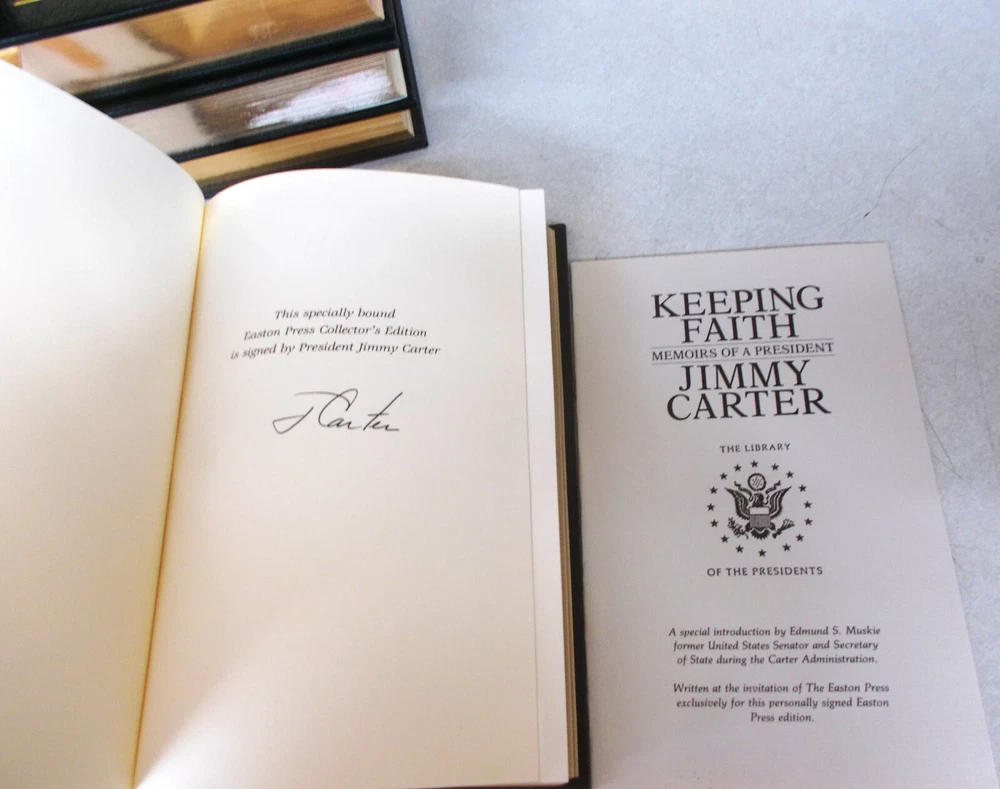 This specially bound
Easton Press Collector's Edition
is signed by President Jimmy Carter
J Carter
KEEPING
FAITH
MEMOIRS OF A PRESIDENT
JIMMY
CARTER
THE LIBRARY
OF THE PRESIDENTS
A special introduction by Edmund S. Muskie
former United States Senator and Secretary
of State during the Carter Administration.
Written at the invitation of The Easton Press
exclusively for this personally signed Easton
Press edition.